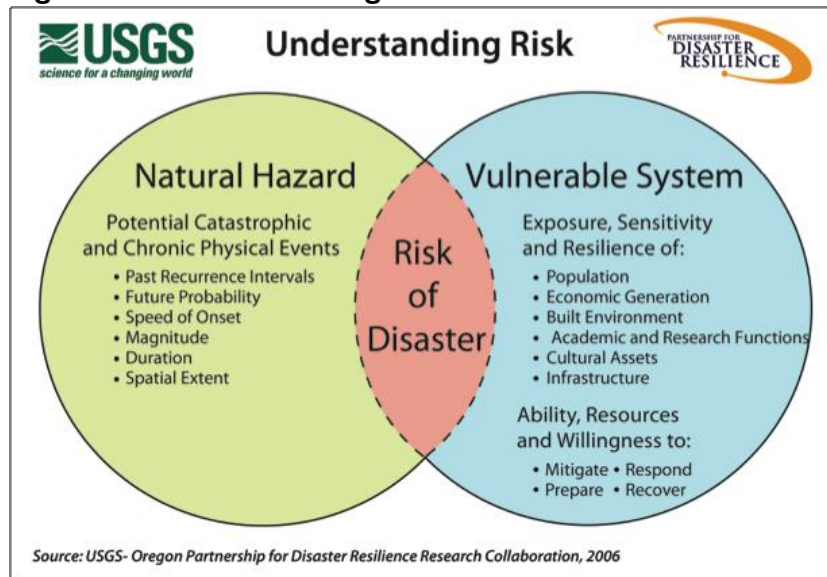 USGS
science for a changing world
Understanding Risk
PARTNERSHIP FOR
DISASTER
RESILIENCE
Natural Hazard
Potential Catastrophic
and Chronic Physical Events
• Past Recurrence Intervals
• Future Probability
• Speed of Onset
• Magnitude
• Duration
• Spatial Extent
Risk
of
Disaster
Vulnerable System
Exposure, Sensitivity
and Resilience of:
• Population
• Economic Generation
• Built Environment
• Academic and Research Functions
• Cultural Assets
• Infrastructure
Ability, Resources
and Willingness to:
• Mitigate • Respond
• Prepare • Recover
Source: USGS- Oregon Partnership for Disaster Resilience Research Collaboration, 2006